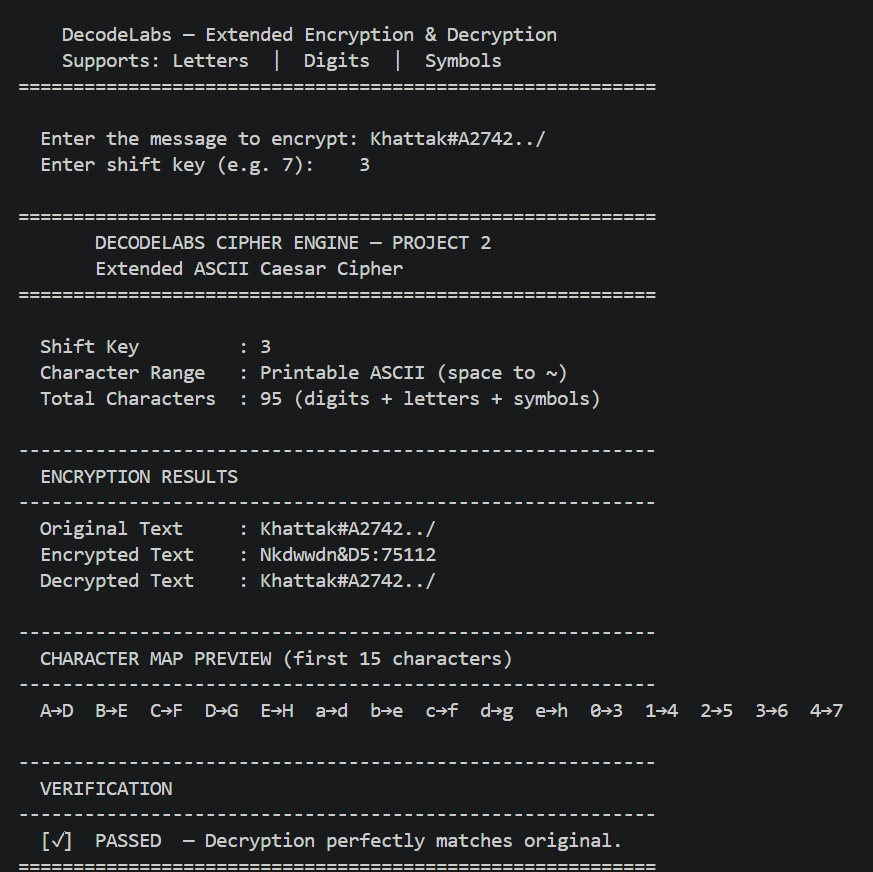 DecodeLabs — Extended Encryption & Decryption
Supports: Letters | Digits | Symbols
==========================================================
Enter the message to encrypt: Khattak#A2742../
Enter shift key (e.g. 7): 3
==========================================================
DECODELABS CIPHER ENGINE — PROJECT 2
Extended ASCII Caesar Cipher
==========================================================
Shift Key : 3
Character Range : Printable ASCII (space to ~)
Total Characters : 95 (digits + letters + symbols)
----------------------------------------------------------
ENCRYPTION RESULTS
----------------------------------------------------------
Original Text : Khattak#A2742../
Encrypted Text : Nkdwwdn&D5:75112
Decrypted Text : Khattak#A2742../
----------------------------------------------------------
CHARACTER MAP PREVIEW (first 15 characters)
----------------------------------------------------------
A→D B→E C→F D→G E→H a→d b→e c→f d→g e→h 0→3 1→4 2→5 3→6 4→7
----------------------------------------------------------
VERIFICATION
----------------------------------------------------------
[✓] PASSED — Decryption perfectly matches original.
==========================================================